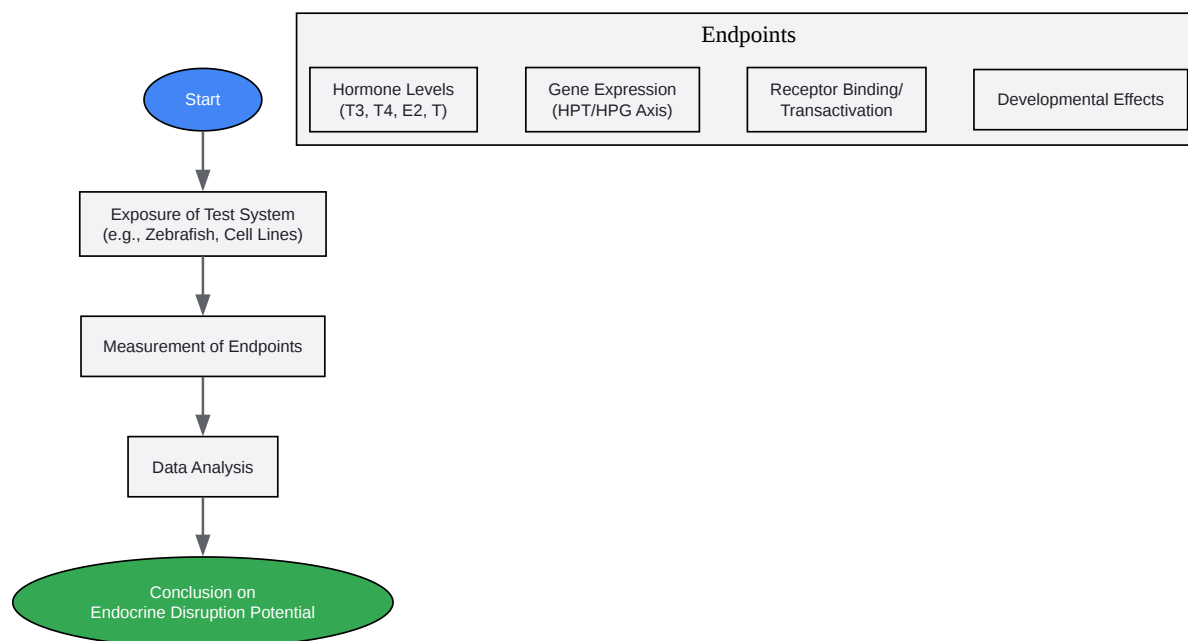 Endpoints
Hormone Levels
(T3, T4, E2, T)
Gene Expression
(HPT/HPG Axis)
Receptor Binding/
Transactivation
Developmental Effects
Start
Exposure of Test System
(e.g., Zebrafish, Cell Lines)
Measurement of Endpoints
Data Analysis
Conclusion on
Endocrine Disruption Potential